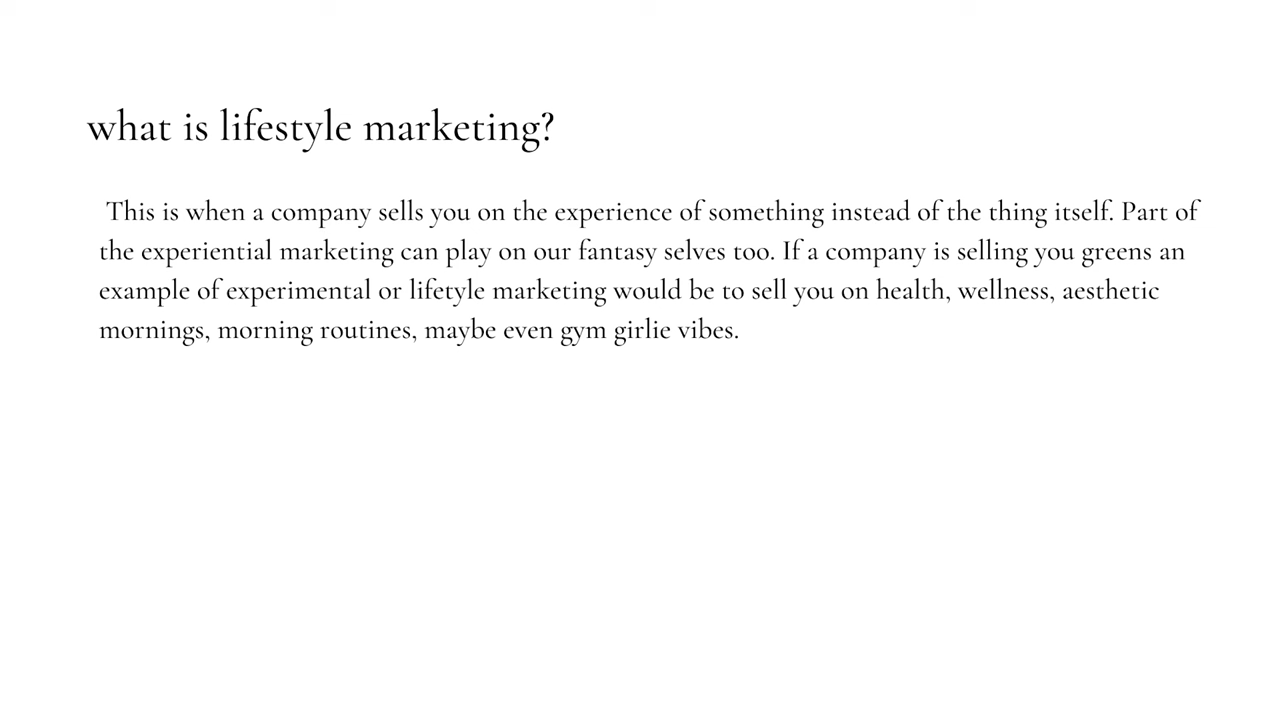 what is lifestyle marketing?
This is when a company sells you on the experience of something instead of the thing itself. Part of
the experiential marketing can play on our fantasy selves too. If a company is selling you greens an
example of experimental or lifetyle marketing would be to sell you on health, wellness, aesthetic
mornings, morning routines, maybe even gym girlie vibes.